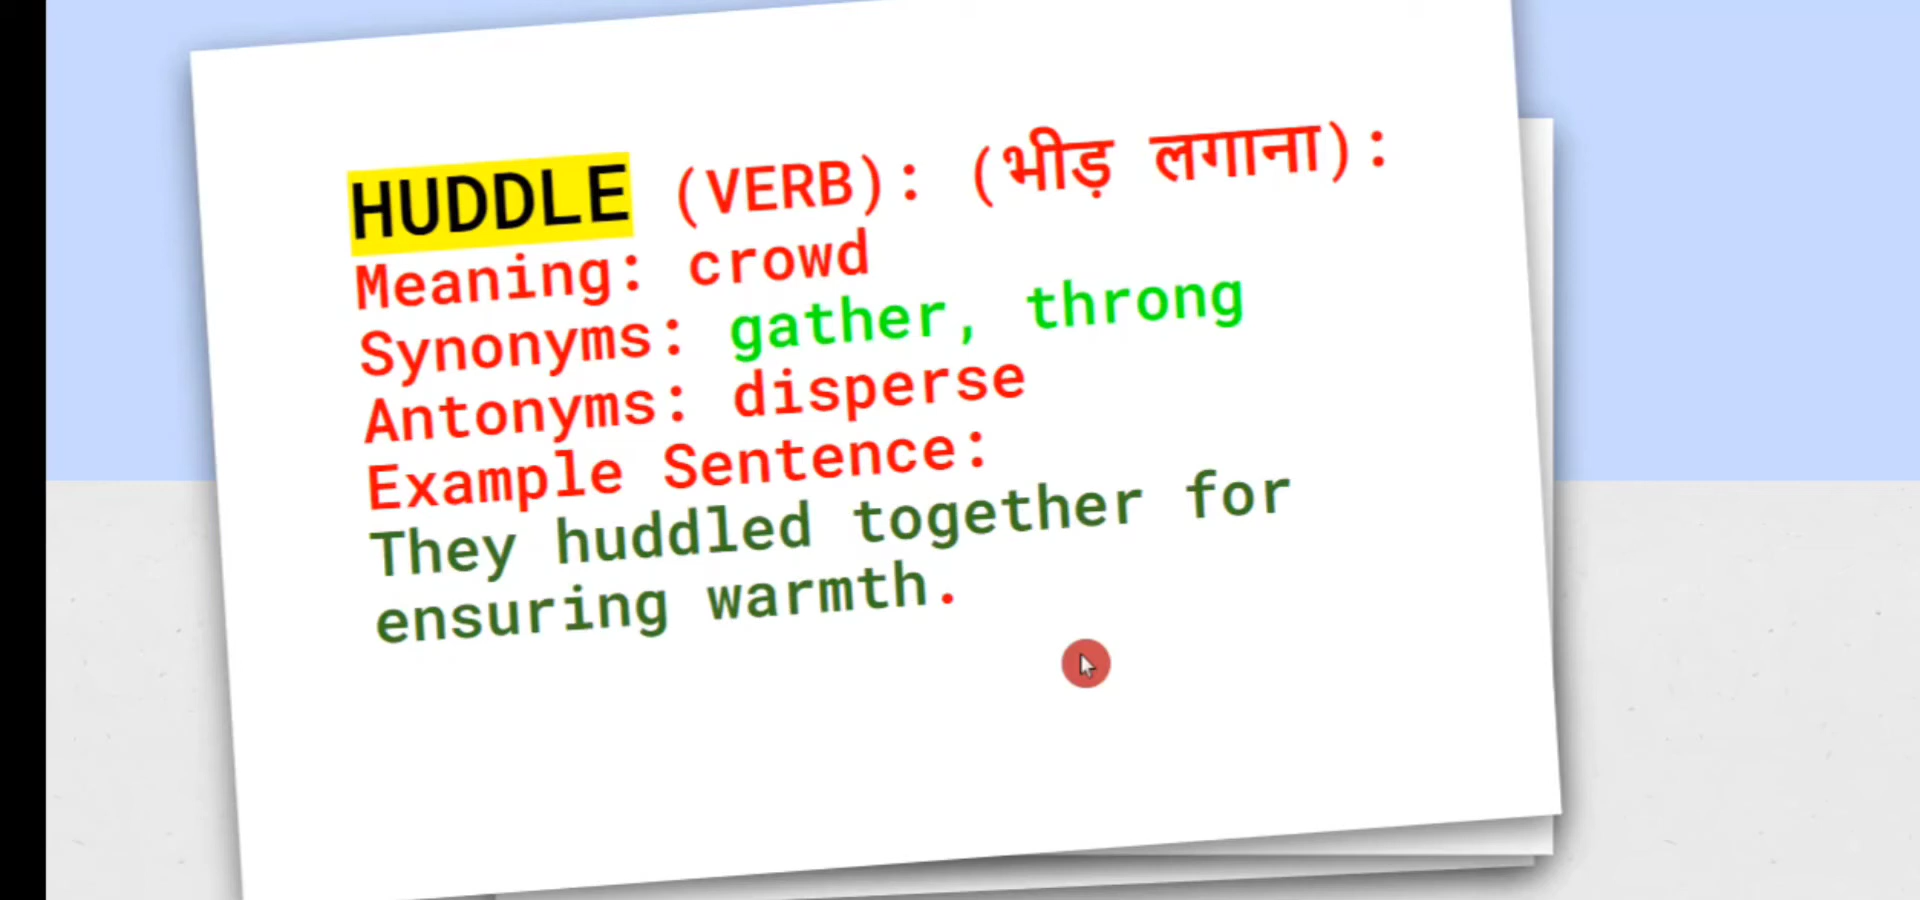 HUDDLE (VERB): (भीड़ लगाना):
Meaning: crowd
Synonyms: gather, throng
Antonyms: disperse
Example Sentence:
They huddled together for
ensuring warmth.